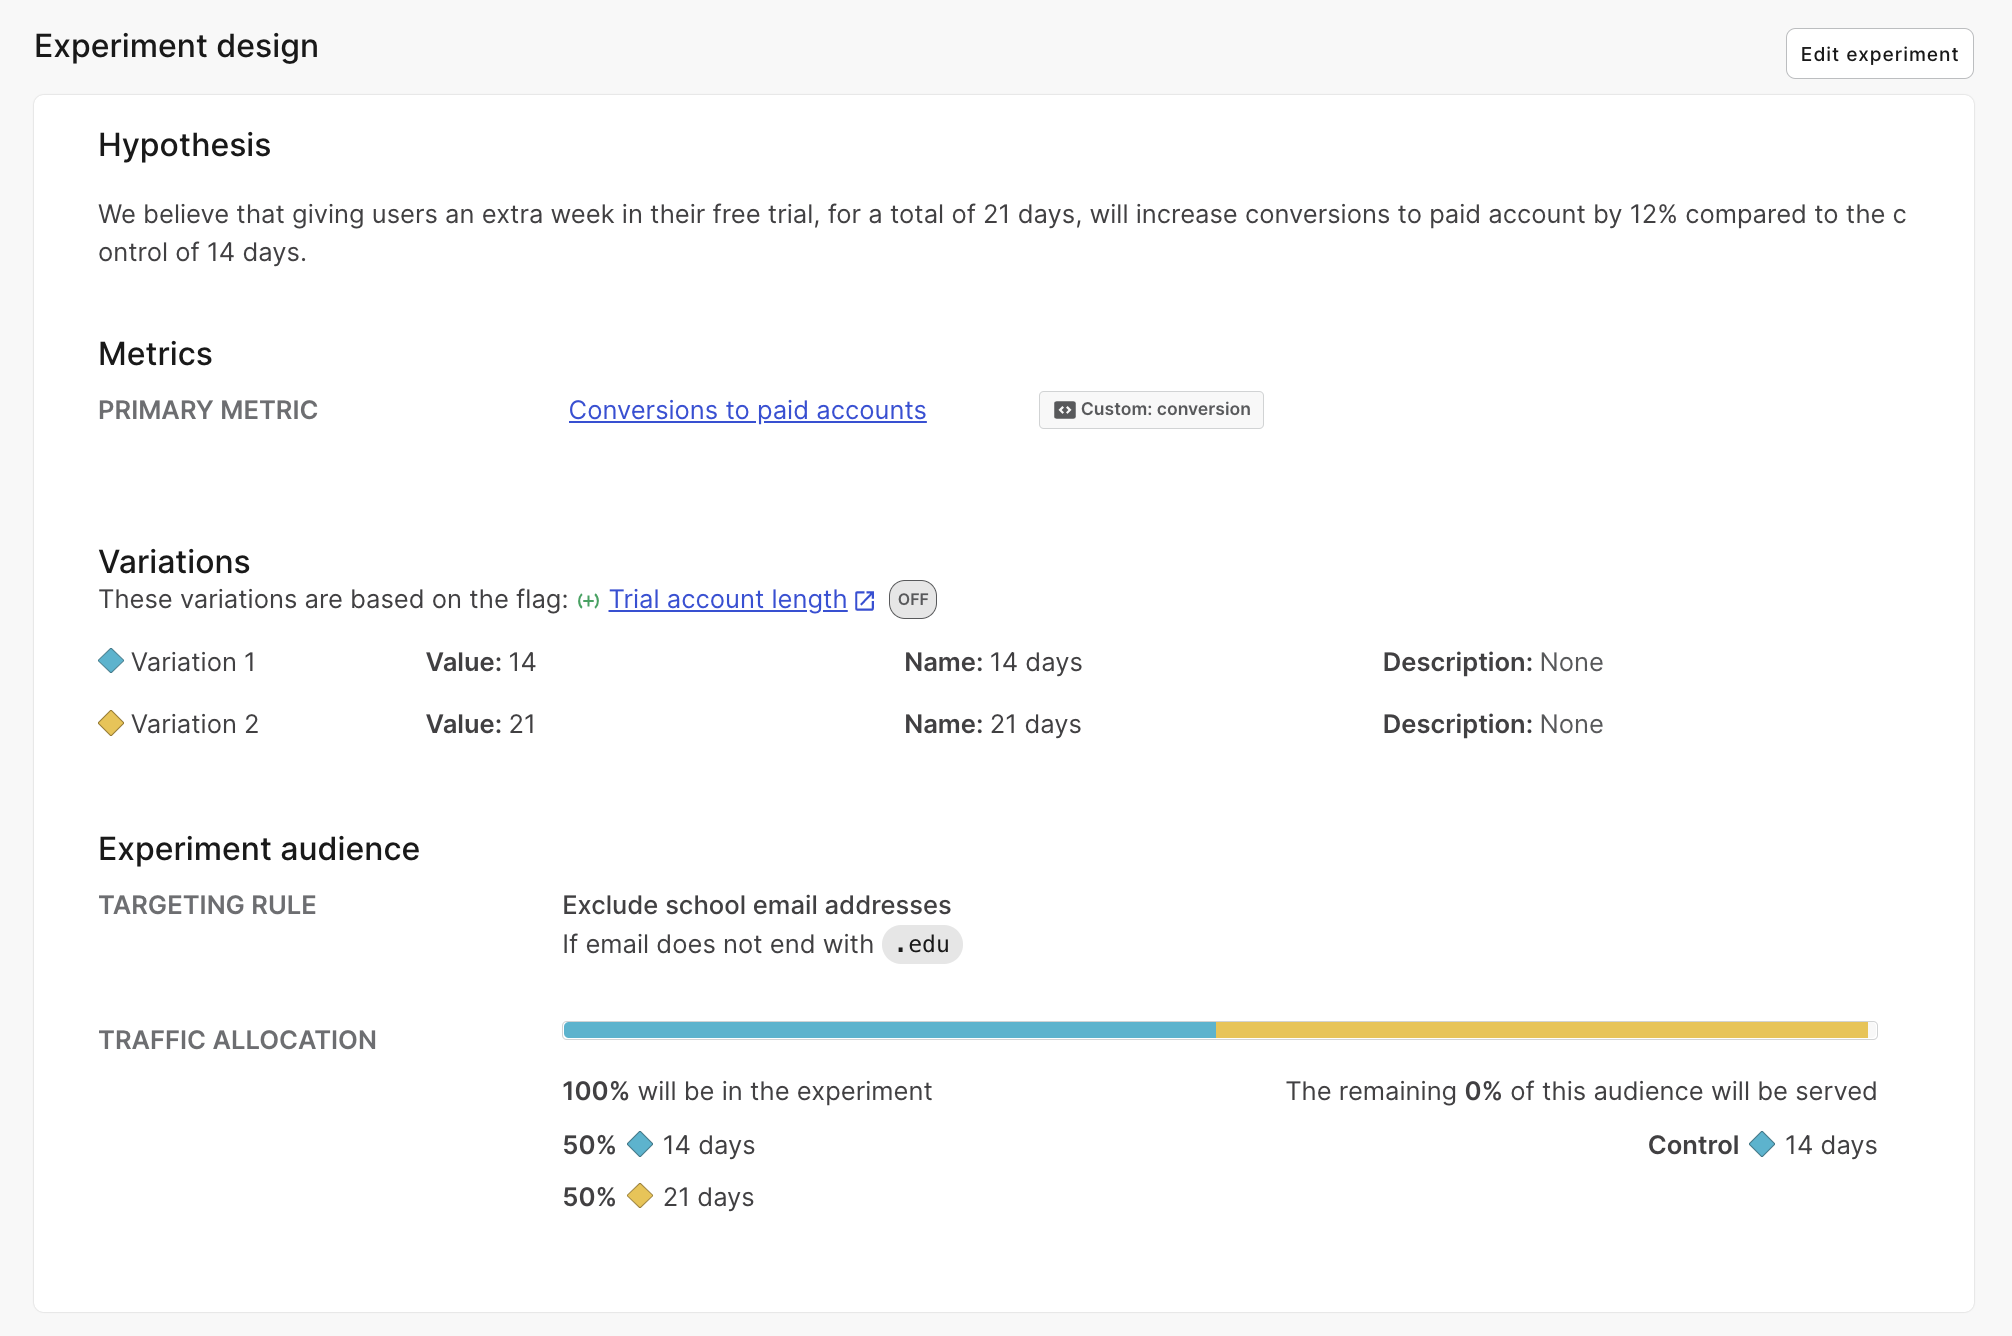 Experiment design
Edit experiment
Hypothesis
We believe that giving users an extra week in their free trial, for a total of 21 days, will increase conversions to paid account by 12% compared to the c
ontrol of 14 days.
Metrics
PRIMARY METRIC Conversions to paid accounts Custom: conversion
Variations
These variations are based on the flag: (+) Trial account length OFF
Variation 1 Value: 14 Name: 14 days Description: None
Variation 2 Value: 21 Name: 21 days Description: None
Experiment audience
TARGETING RULE Exclude school email addresses
If email does not end with .edu
TRAFFIC ALLOCATION
100% will be in the experiment The remaining 0% of this audience will be served
50% 14 days Control 14 days
50% 21 days